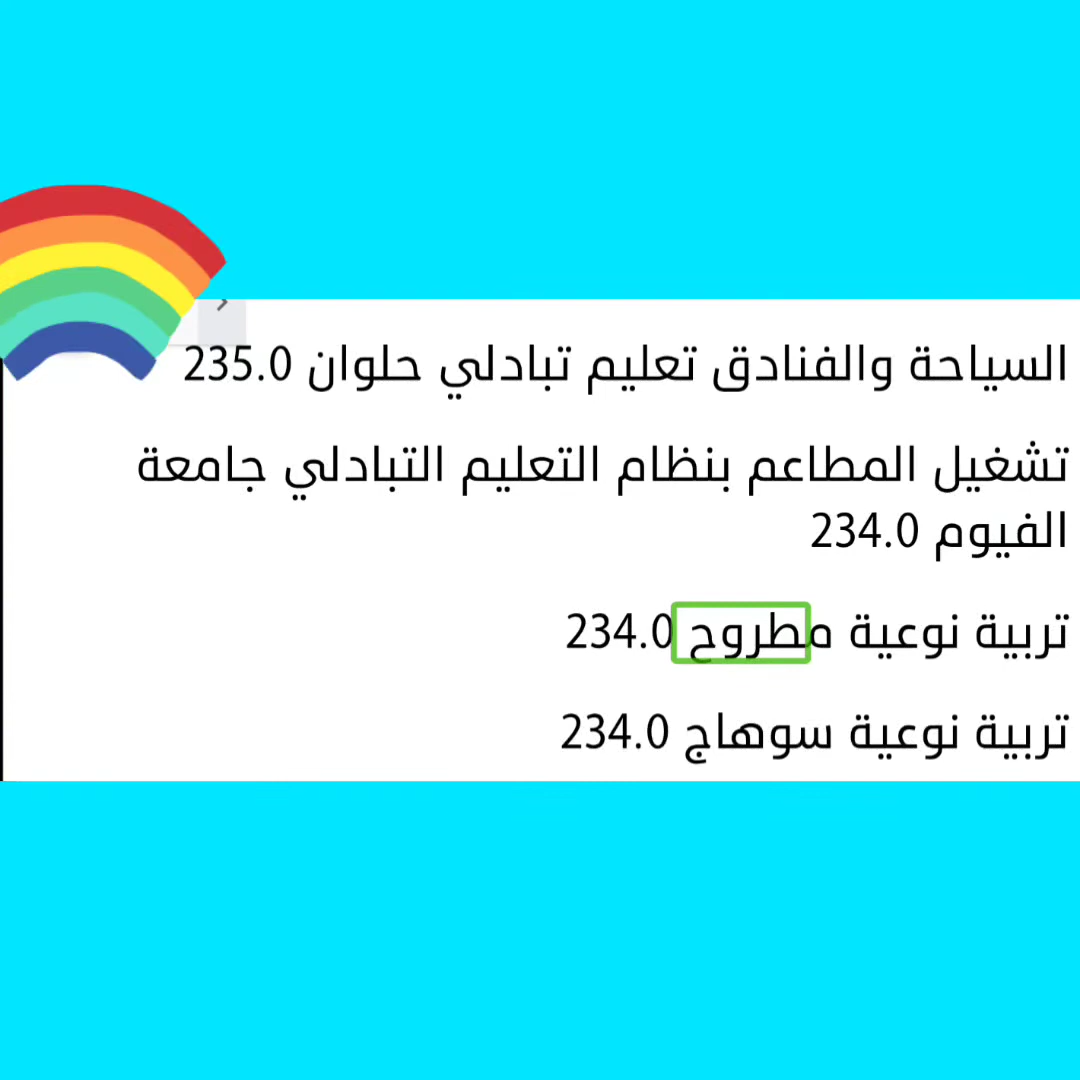 السياحة والفنادق تعليم تبادلي حلوان 235.0
تشغيل المطاعم بنظام التعليم التبادلي جامعة
الفيوم 234.0
تربية نوعية مطروح 234.0
تربية نوعية سوهاج 234.0